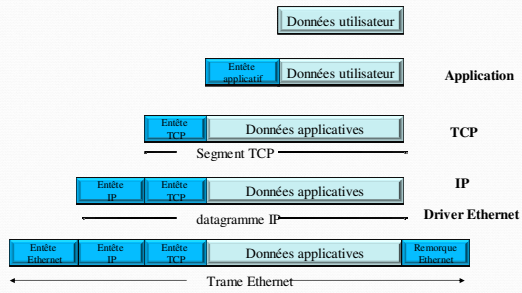 Données utilisateur
Entête applicatif Données utilisateur Application
Entête TCP Données applicatives TCP
Segment TCP
Entête IP Entête TCP Données applicatives IP
datagramme IP Driver Ethernet
Entête Ethernet Entête IP Entête TCP Données applicatives Remorque Ethernet
Trame Ethernet